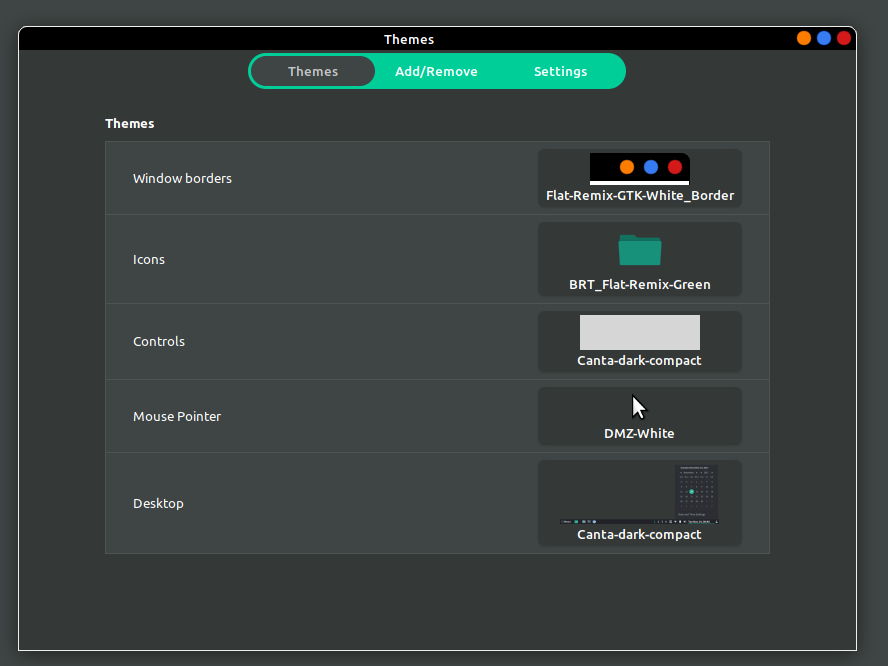 Themes
Themes
Add/Remove
Settings
Themes
Window borders
Flat-Remix-GTK-White_Border
Icons
BRT_Flat-Remix-Green
Controls
Canta-dark-compact
Mouse Pointer
DMZ-White
Desktop
Canta-dark-compact